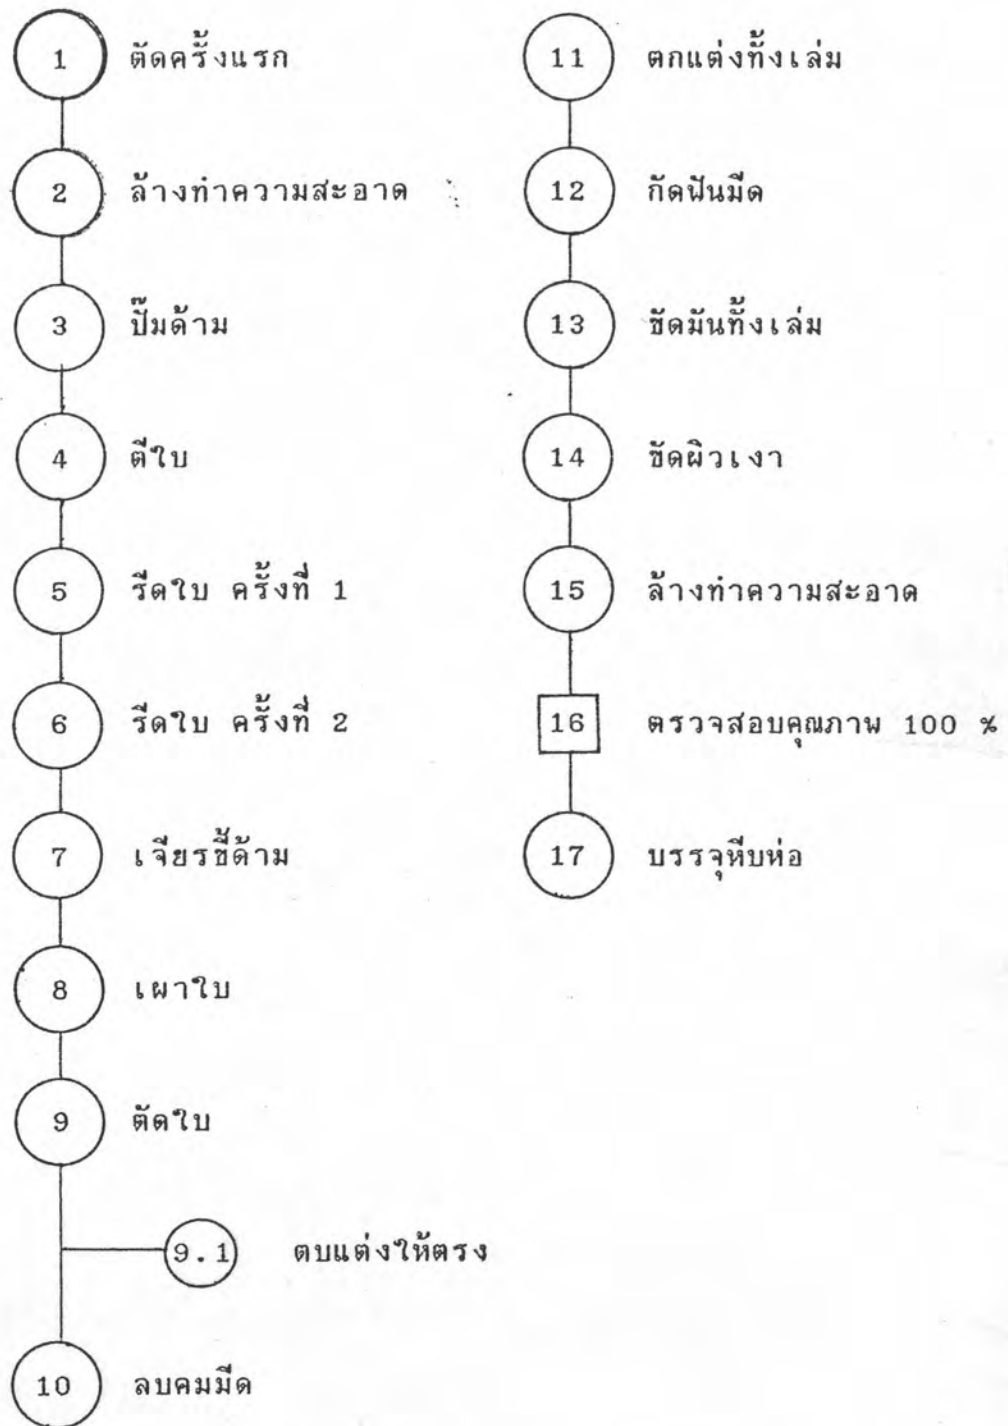 1 ตัดครั้งแรก
2 ล้างทำความสะอาด
3 ปั๊มด้าม
4 ตีใบ
5 รีดใบ ครั้งที่ 1
6 รีดใบ ครั้งที่ 2
7 เจียรขี้ด้าม
8 เผาใบ
9 ตัดใบ
9.1 ตบแต่งให้ตรง
10 ลบคมมีด
11 ตกแต่งทั้งเล่ม
12 กัดฟันมีด
13 ขัดมันทั้งเล่ม
14 ขัดผิวเงา
15 ล้างทำความสะอาด
16 ตรวจสอบคุณภาพ 100 %
17 บรรจุหีบห่อ